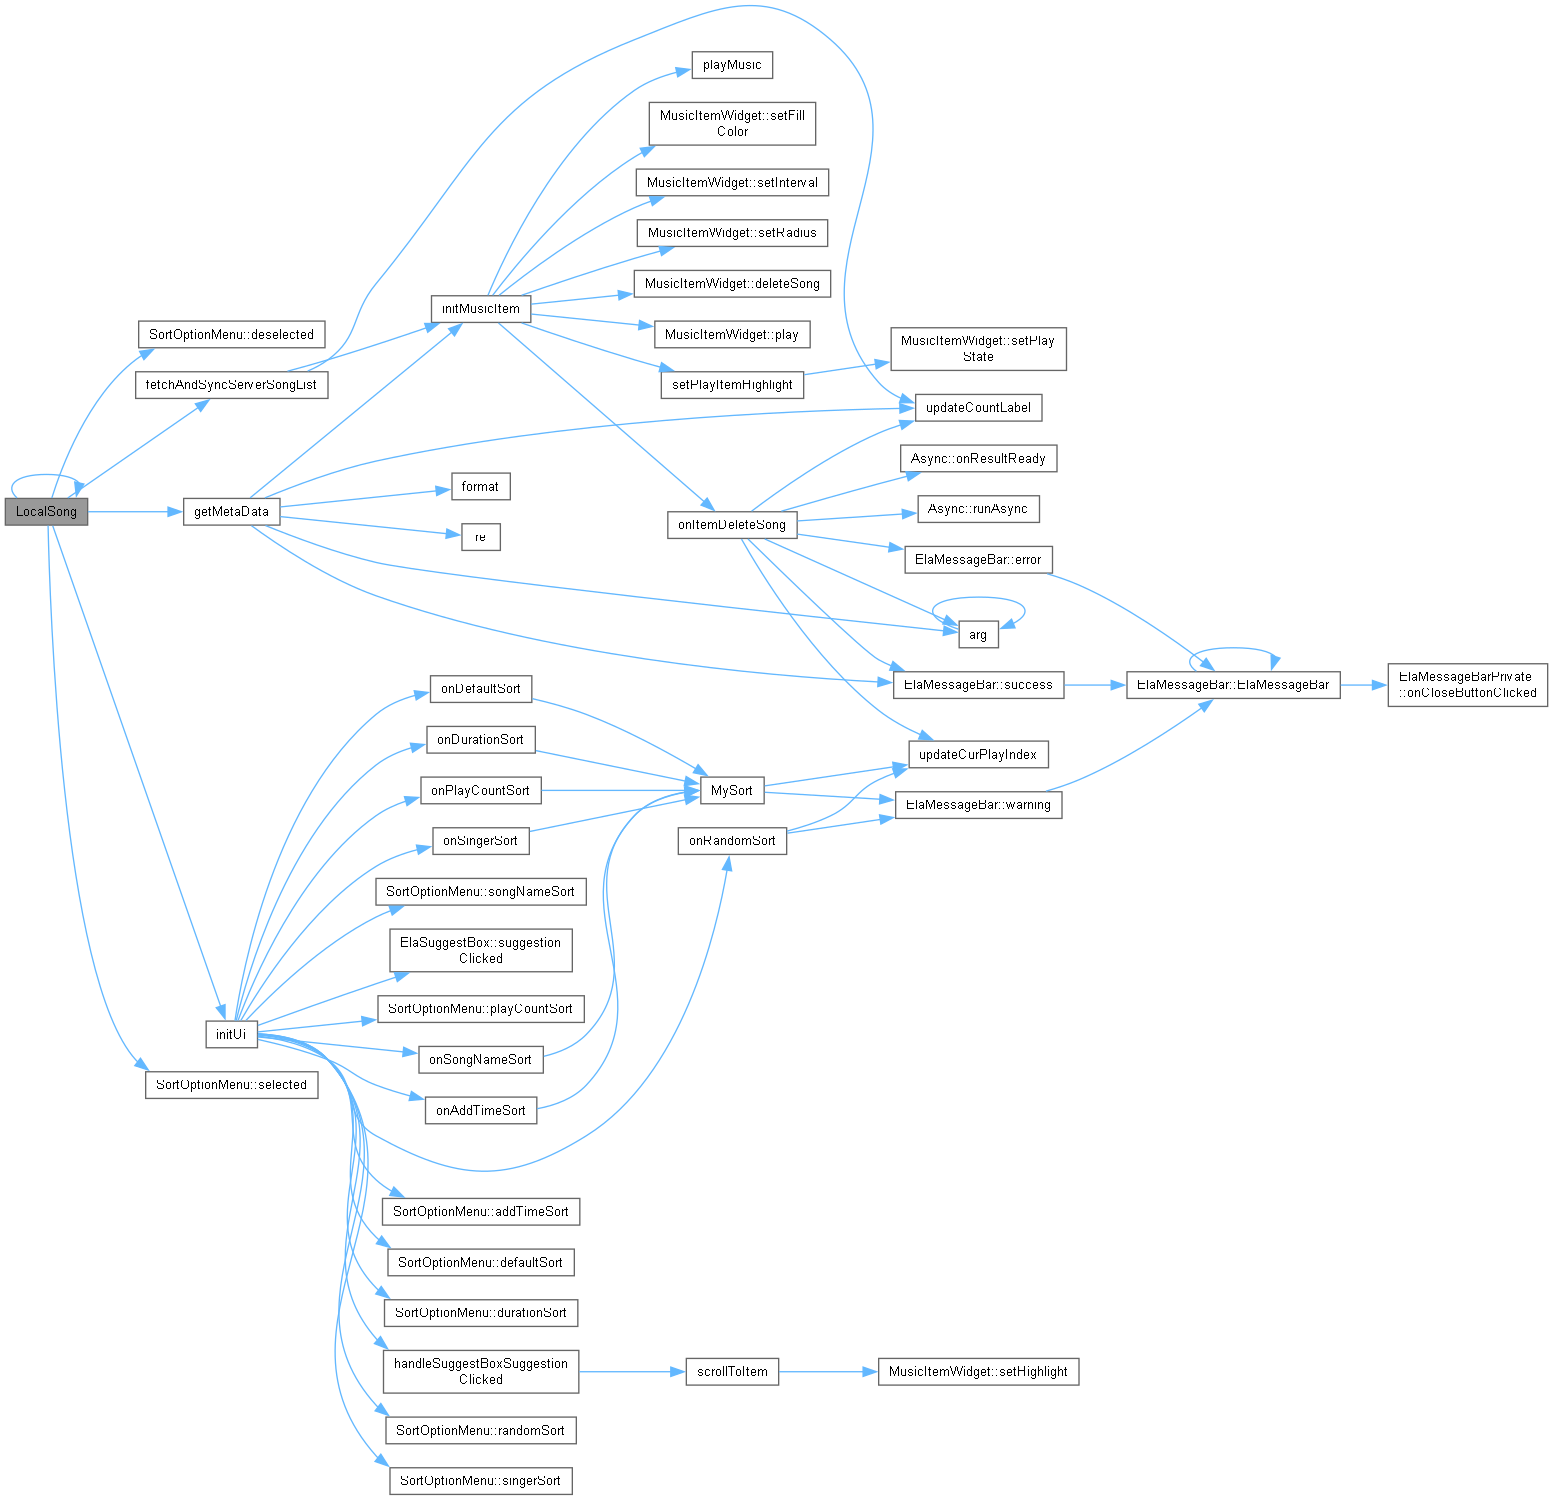 playMusic
MusicItemWidget::setFill
Color
MusicItemWidget::setInterval
MusicItemWidget::setRadius
MusicItemWidget::deleteSong
initMusicItem
MusicItemWidget::play
SortOptionMenu::deselected
MusicItemWidget::setPlay
State
fetchAndSyncServerSongList
setPlayItemHighlight
updateCountLabel
Async::onResultReady
format
LocalSong
getMetaData
Async::runAsync
onItemDeleteSong
re
ElaMessageBar::error
arg
onDefaultSort
ElaMessageBar::success
ElaMessageBar::ElaMessageBar
ElaMessageBarPrivate
::onCloseButtonClicked
onDurationSort
updateCurPlayIndex
onPlayCountSort
MySort
ElaMessageBar::warning
onSingerSort
onRandomSort
SortOptionMenu::songNameSort
ElaSuggestBox::suggestion
Clicked
SortOptionMenu::playCountSort
initUi
onSongNameSort
SortOptionMenu::selected
onAddTimeSort
SortOptionMenu::addTimeSort
SortOptionMenu::defaultSort
SortOptionMenu::durationSort
handleSuggestBoxSuggestion
Clicked
scrollToItem
MusicItemWidget::setHighlight
SortOptionMenu::randomSort
SortOptionMenu::singerSort